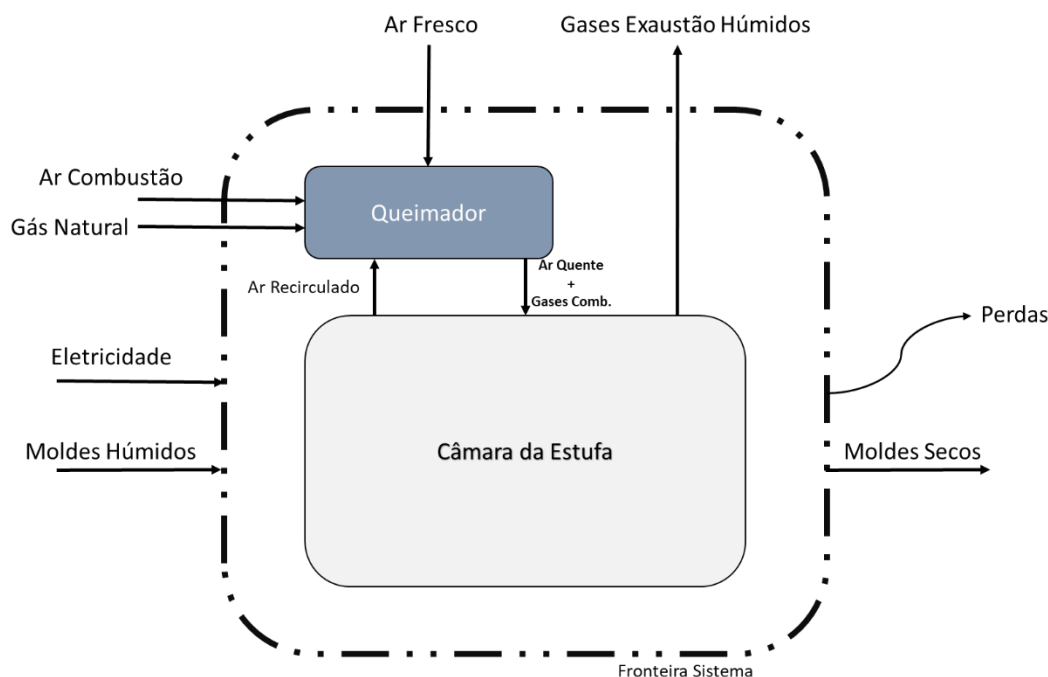 Ar Fresco
Gases Exaustão Húmidos
Ar Combustão
Gás Natural
Queimador
Ar Recirculado
Ar Quente
+
Gases Comb.
Eletricidade
Perdas
Moldes Húmidos
Câmara da Estufa
Moldes Secos
Fronteira Sistema